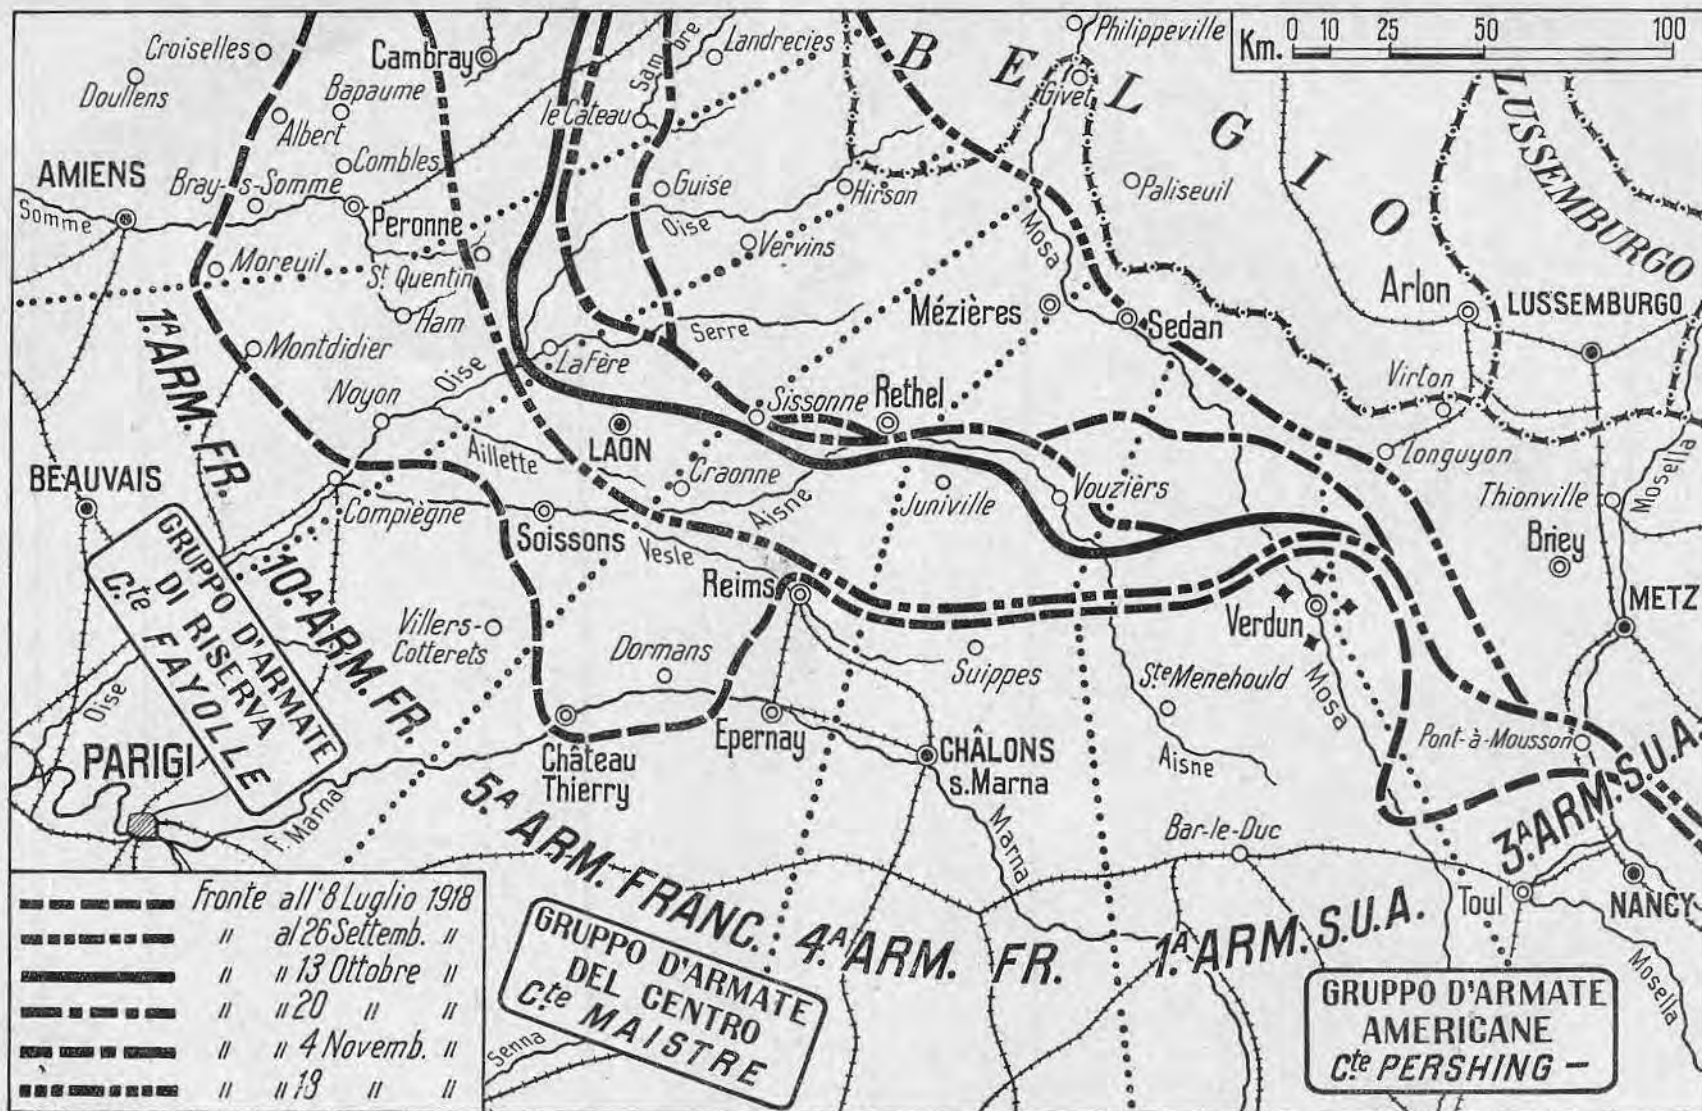 Philippeville
Km. 0 10 25 50 100
Croiselles
Cambray
Landrecies
BELGIO
Doullens
Bapaume
Sambre
Givet
LUSSEMBURGO
Albert
le Cateau
Combles
AMIENS
Bray-s-Somme
Guise
Hirson
Paliseuil
Somme
Peronne
Oise
Vervins
Mosa
Moreuil
St. Quentin
Arlon
LUSSEMBURGO
Mézières
Sedan
Ham
Serre
1.A ARM. FR.
Montdidier
La Fère
Oise
Noyon
Sissonne
Rethel
Virton
LAON
Aillette
Craonne
Longuyon
BEAUVAIS
Compiègne
Aisne
Juniville
Vouzièrs
Thionville
Mosella
Soissons
Vesle
Briey
GRUPPO D'ARMATE
DI RISERVA
Cte FAYOLLE
10.A ARM. FR.
Reims
METZ
Villers-
Cotterets
Dormans
Verdun
Suippes
Ste Menehould
Mosa
Oise
PARIGI
Château
Thierry
Epernay
CHÂLONS
s. Marna
Aisne
Pont-à-Mousson
F. Marna
5.A ARM. FRANC.
Marna
Bar-le-Duc
3.A ARM. S.U.A.
Toul
NANCY
4.A ARM. FR.
1.A ARM. S.U.A.
Mosella
Senna
GRUPPO D'ARMATE
DEL CENTRO
Cte MAISTRE
GRUPPO D'ARMATE
AMERICANE
Cte PERSHING —
Fronte all'8 Luglio 1918
" al 26 Settemb. "
" " 13 Ottobre "
" " 20 " "
" " 4 Novemb. "
" " 18 " "